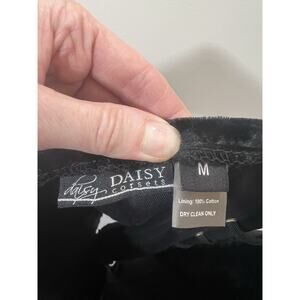 daisy
DAISY
corsets
M
Lining: 100% Cotton
DRY CLEAN ONLY